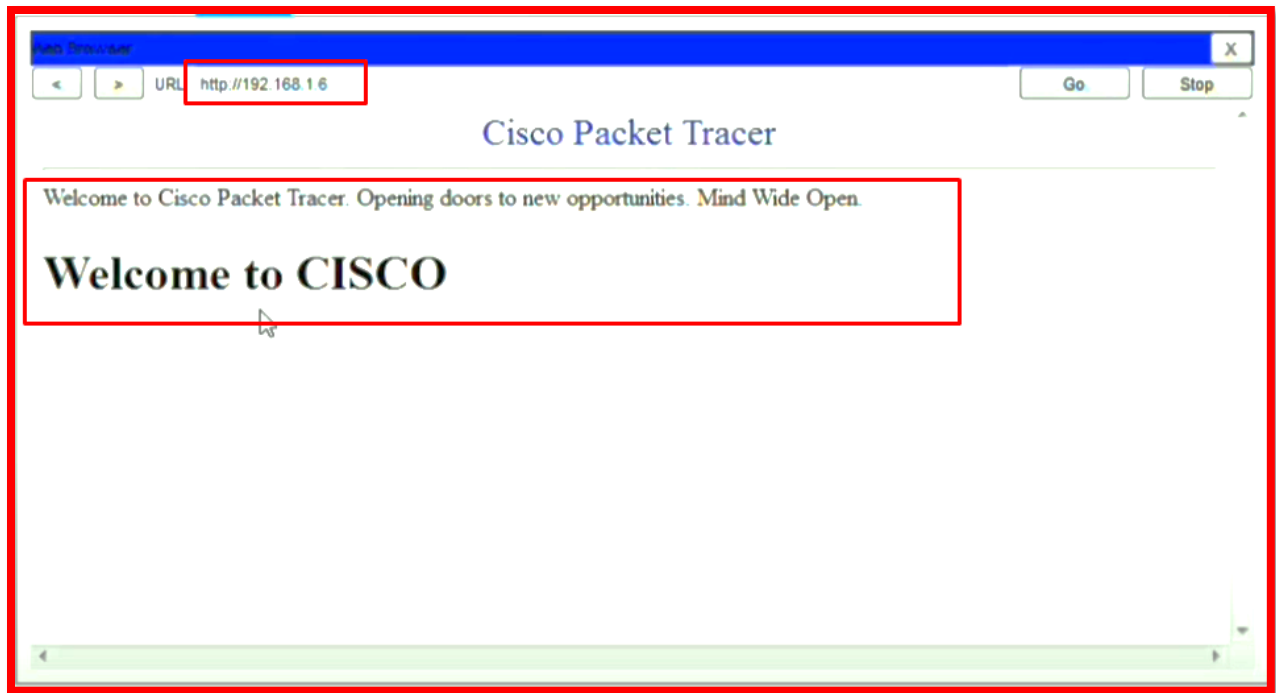 Web Browser
X
< > URL http://192.168.1.6 Go Stop
Cisco Packet Tracer
Welcome to Cisco Packet Tracer. Opening doors to new opportunities. Mind Wide Open.
Welcome to CISCO